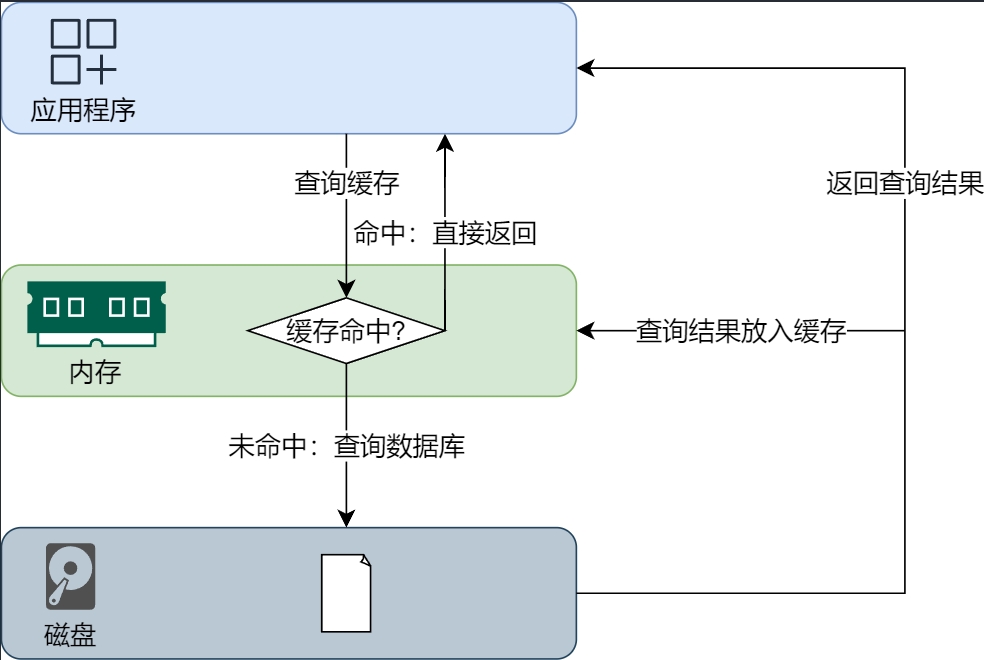 应用程序
查询缓存
返回查询结果
命中：直接返回
缓存命中？
查询结果放入缓存
内存
未命中：查询数据库
磁盘